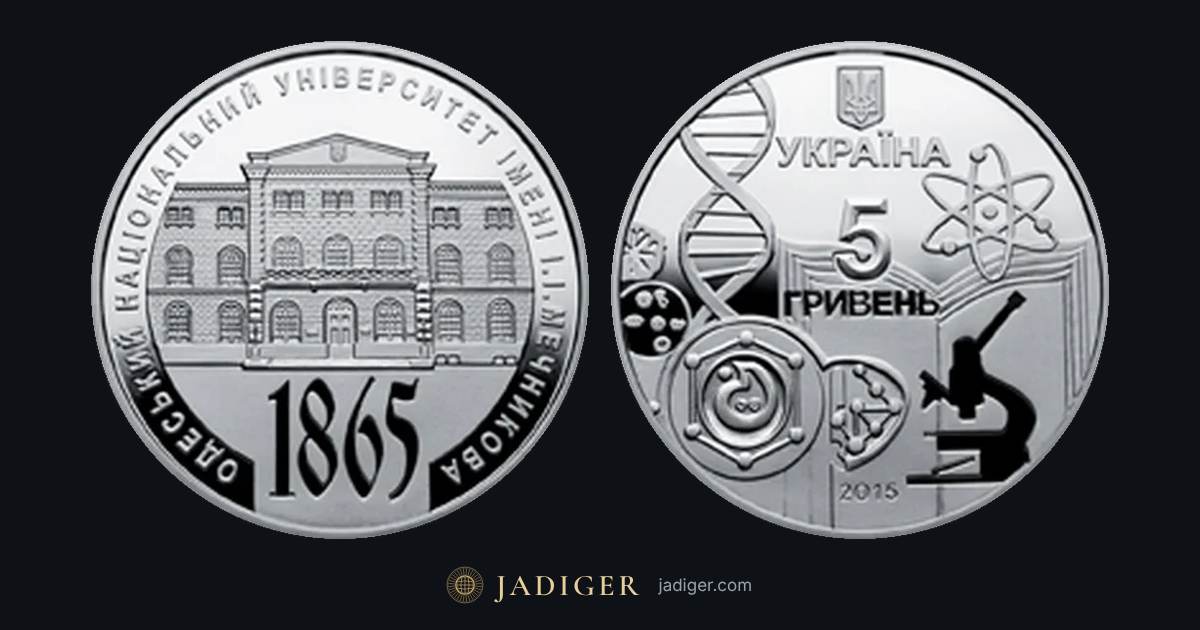 ОДЕСЬКИЙ НАЦІОНАЛЬНИЙ УНІВЕРСИТЕТ ІМЕНІ І.І.МЕЧНИКОВА
1865
УКРАЇНА
5
ГРИВЕНЬ
2015
JADIGER jadiger.com